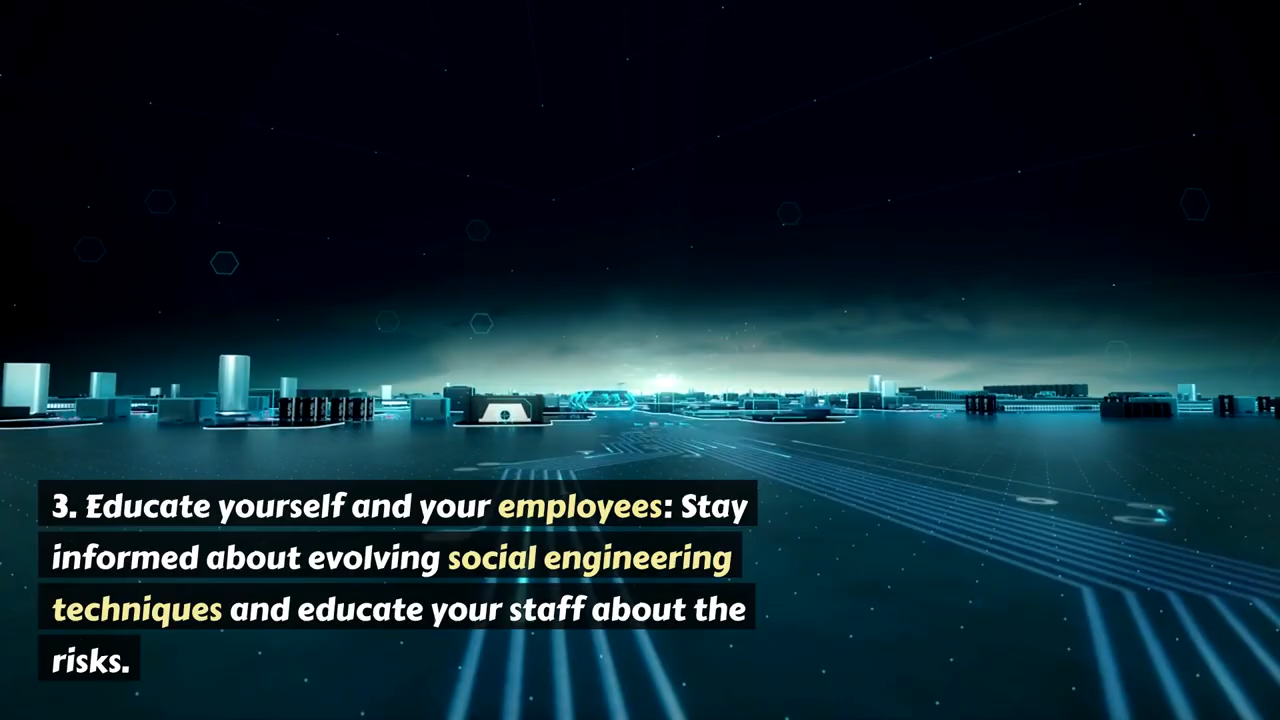 3. Educate yourself and your employees: Stay
informed about evolving social engineering
techniques and educate your staff about the
risks.